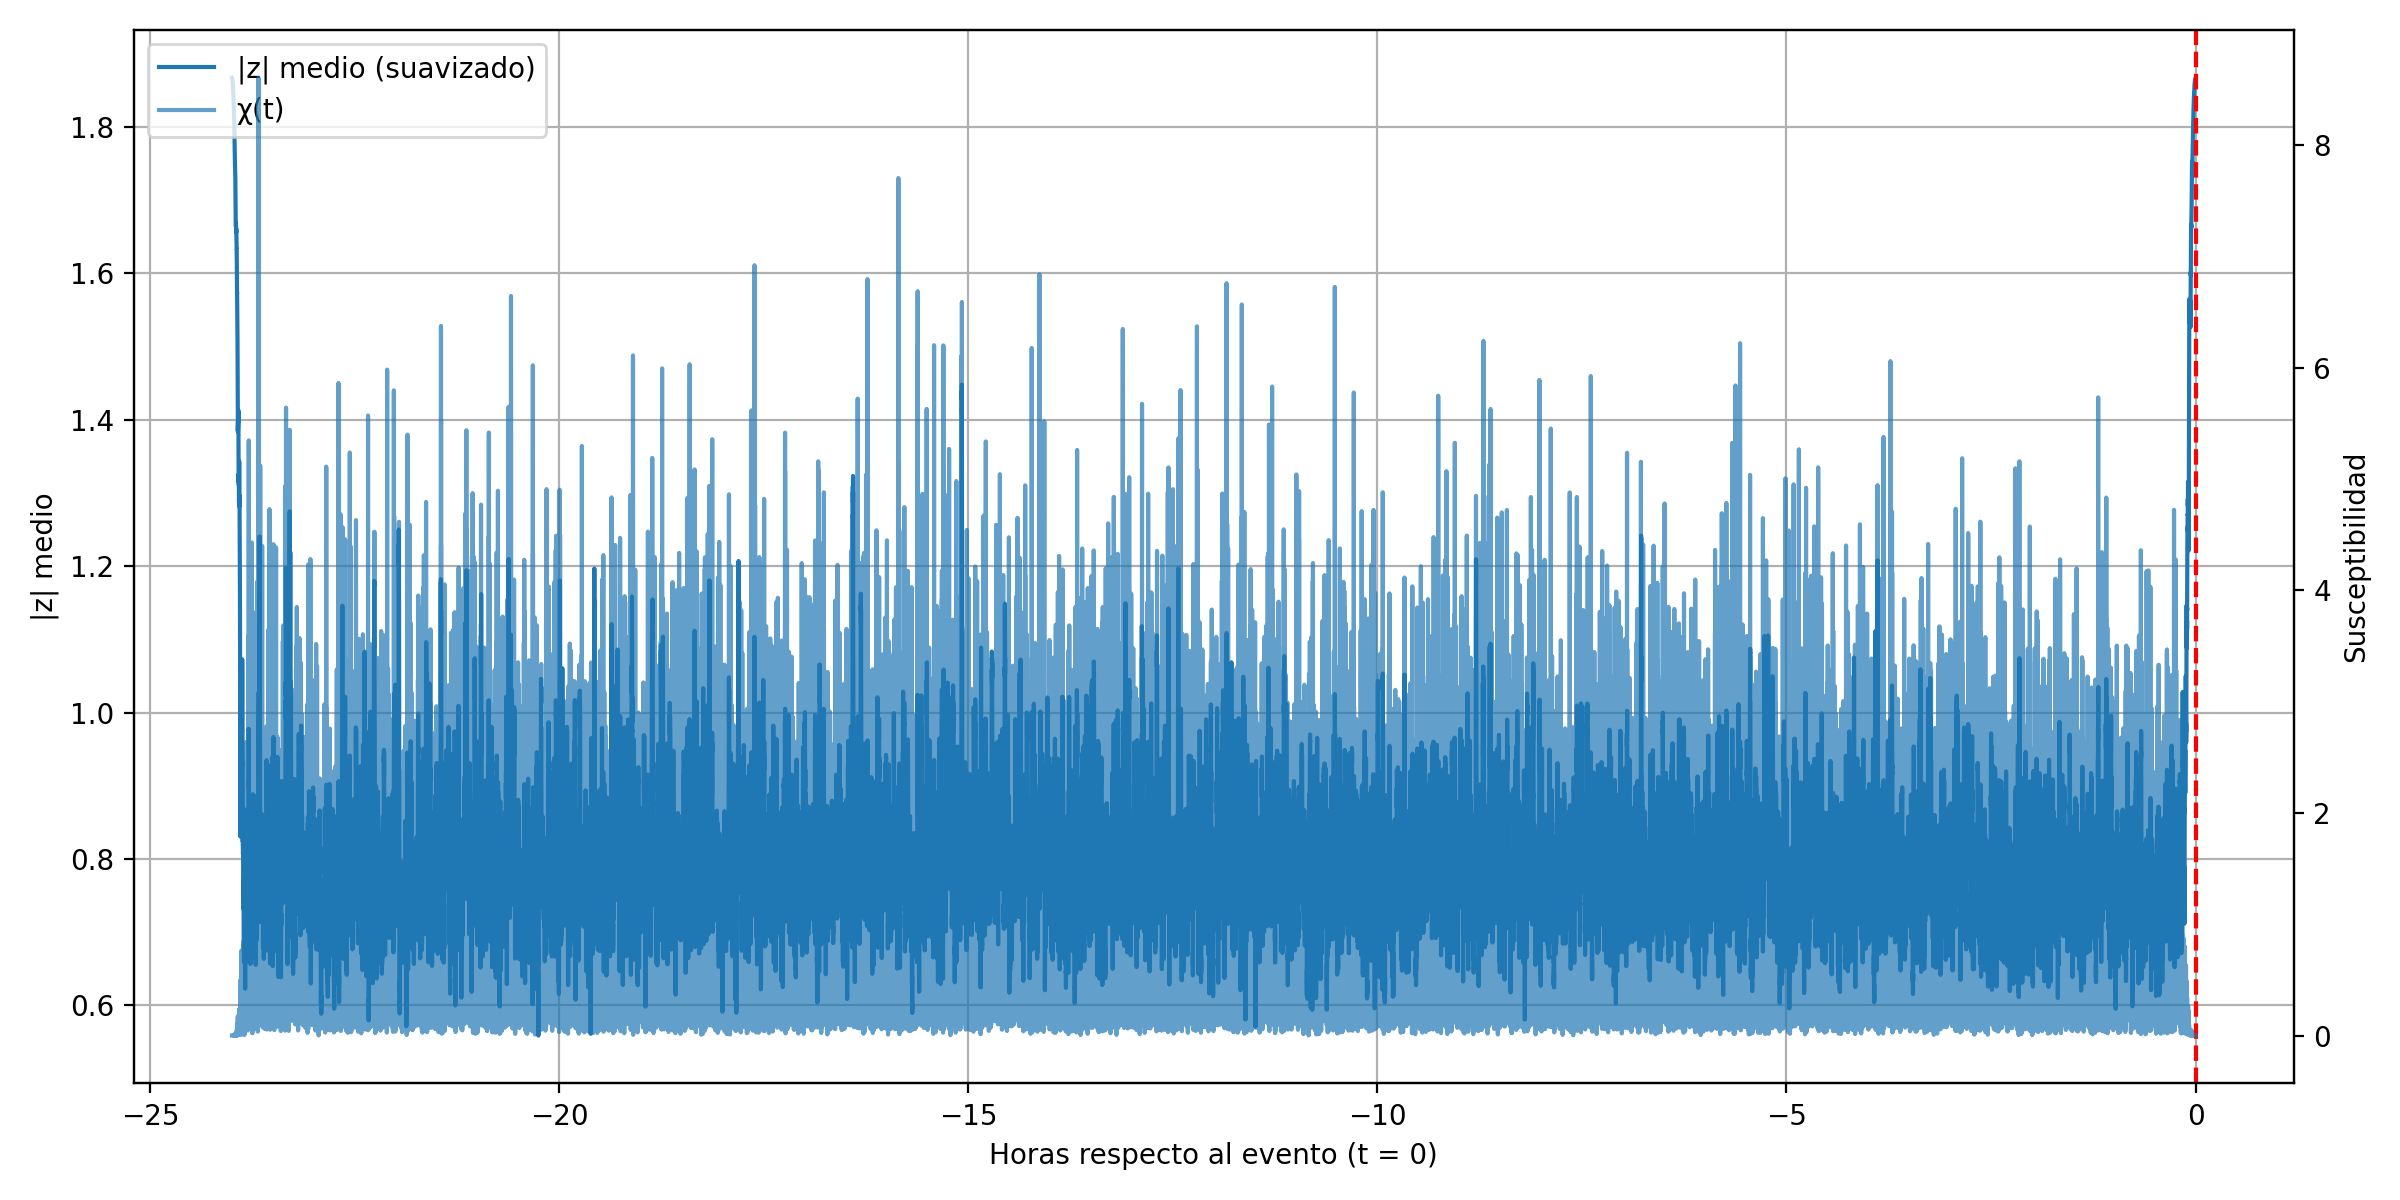 |z| medio (suavizado)
χ(t)
1.8
1.6
1.4
1.2
1.0
0.8
0.6
|z| medio
8
6
4
2
0
Susceptibilidad
−25 −20 −15 −10 −5 0
Horas respecto al evento (t = 0)